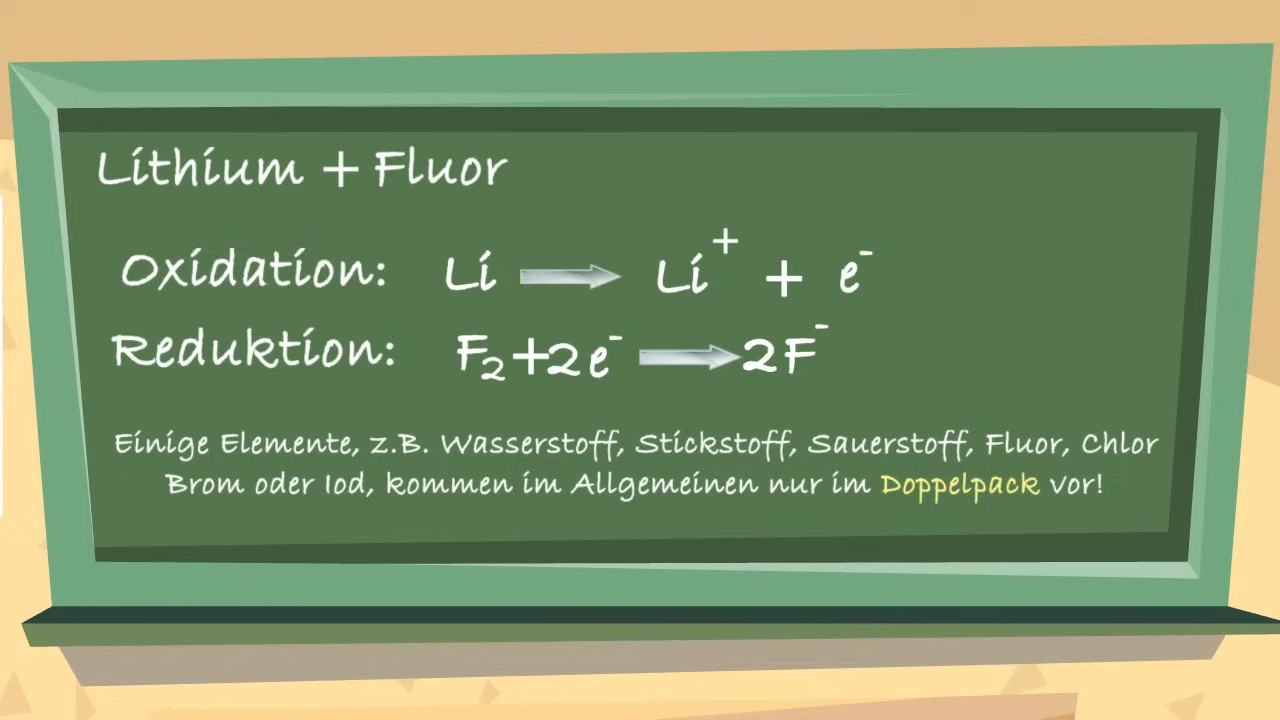 Lithium + Fluor
Oxidation: Li ⟶ Li⁺ + e⁻
Reduktion: F₂+2e⁻ ⟶ 2F⁻
Einige Elemente, z.B. Wasserstoff, Stickstoff, Sauerstoff, Fluor, Chlor
Brom oder Iod, kommen im Allgemeinen nur im Doppelpack vor!